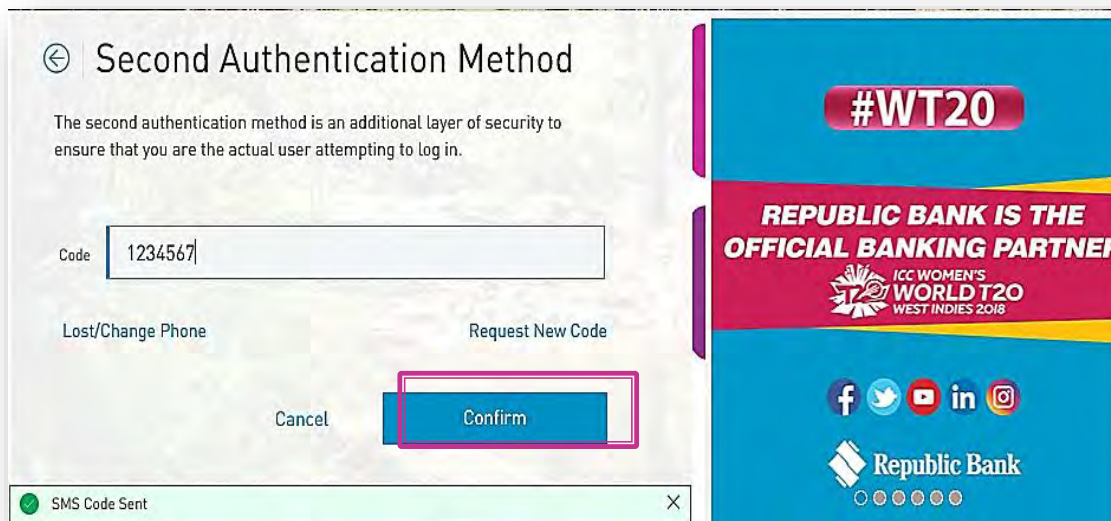 Second Authentication Method
The second authentication method is an additional layer of security to
ensure that you are the actual user attempting to log in.
Code 1234567
Lost/Change Phone Request New Code
Cancel Confirm
SMS Code Sent
#WT20
REPUBLIC BANK IS THE
OFFICIAL BANKING PARTNER
T20 ICC WOMEN'S
WORLD T20
WEST INDIES 2018
Republic Bank